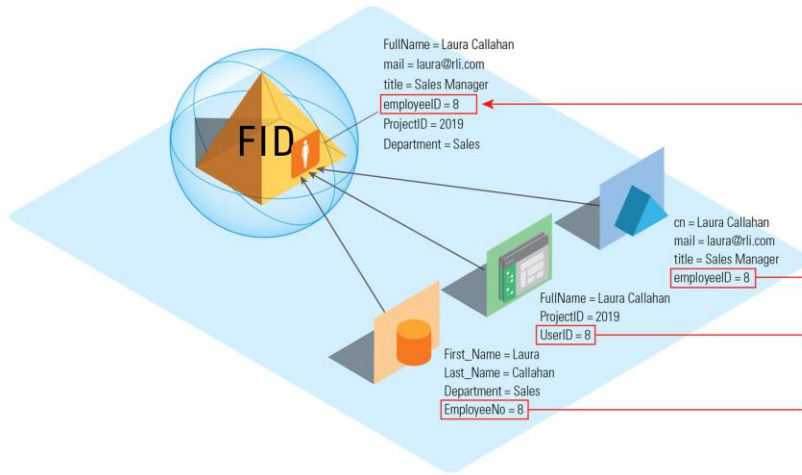 FullName = Laura Callahan
mail = laura@rli.com
title = Sales Manager
employeeID = 8
ProjectID = 2019
Department = Sales
FID
cn = Laura Callahan
mail = laura@rli.com
title = Sales Manager
employeeID = 8
FullName = Laura Callahan
ProjectID = 2019
UserID = 8
First_Name = Laura
Last_Name = Callahan
Department = Sales
EmployeeNo = 8